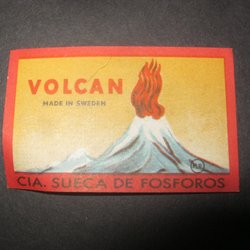 VOLCAN
MADE IN SWEDEN
CIA. SUECA DE FOSFOROS